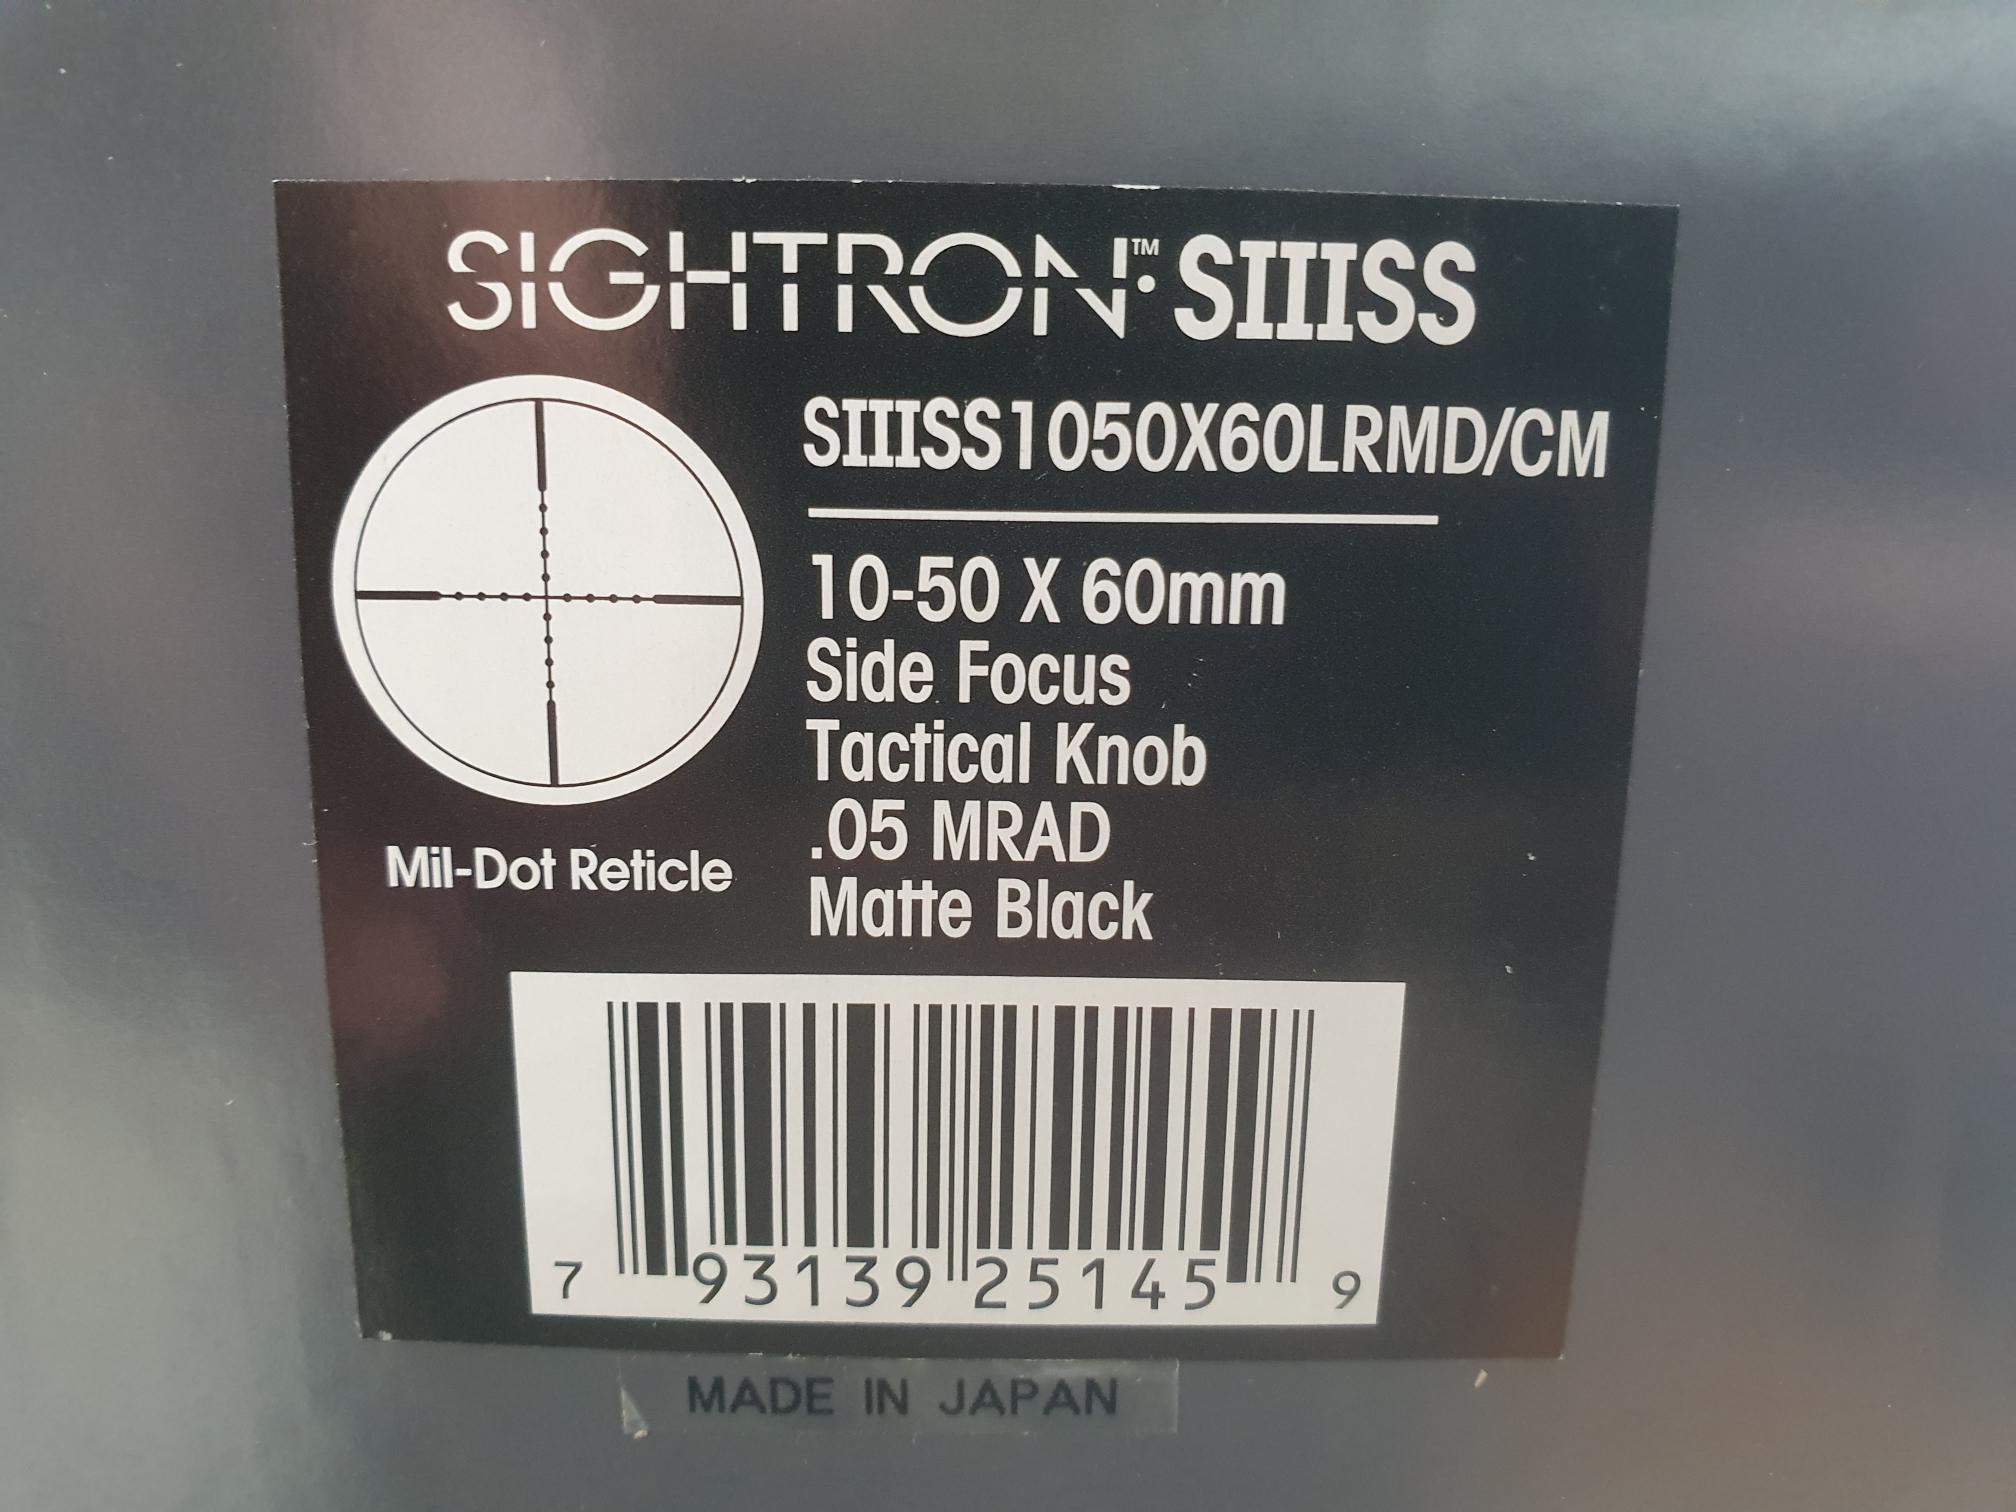 SIGHTRON™ SIIISS
SIIISS1050X60LRMD/CM
10-50 X 60mm
Side Focus
Tactical Knob
.05 MRAD
Matte Black
Mil-Dot Reticle
7 93139 25145 9
MADE IN JAPAN